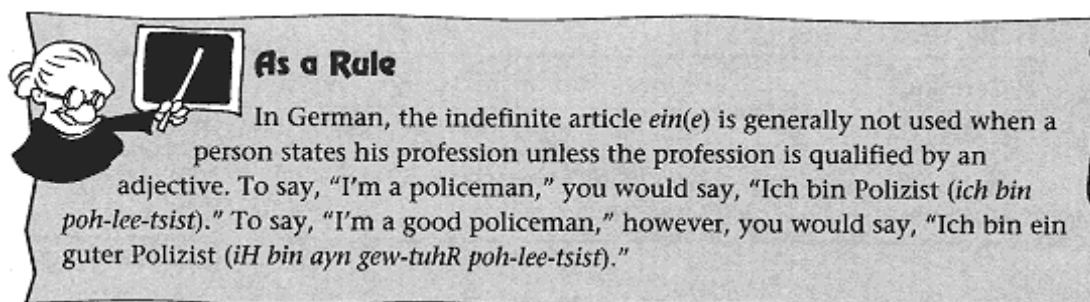 As a Rule
In German, the indefinite article ein(e) is generally not used when a
person states his profession unless the profession is qualified by an
adjective. To say, “I’m a policeman,” you would say, “Ich bin Polizist (ich bin
poh-lee-tsist).” To say, “I’m a good policeman,” however, you would say, “Ich bin ein
guter Polizist (iH bin ayn gew-tuhR poh-lee-tsist).”